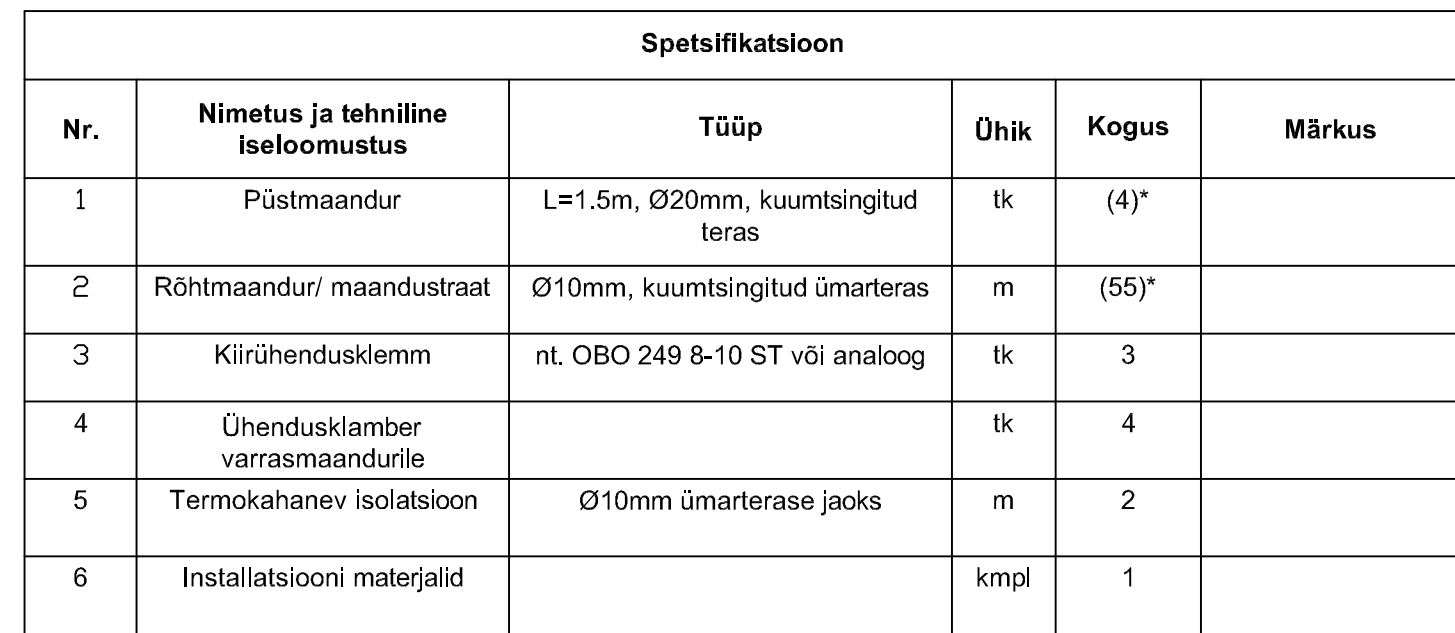 Spetsifikatsioon
Nr.
Nimetus ja tehniline
iseloomustus
Tüüp
Ühik
Kogus
Märkus
1
Püstmaandur
L=1.5m, Ø20mm, kuumtsingitud
teras
tk
(4)*
2
Rõhtmaandur/ maandustraat
Ø10mm, kuumtsingitud ümarteras
m
(55)*
3
Kiirühendusklemm
nt. OBO 249 8-10 ST või analoog
tk
3
4
Ühendusklamber
varrasmaandurile
tk
4
5
Termokahanev isolatsioon
Ø10mm ümarterase jaoks
m
2
6
Installatsiooni materjalid
kmpl
1